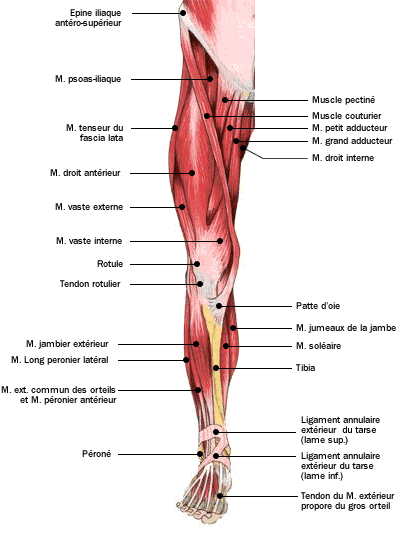 Epine iliaque
antéro-supérieur
M. psoas-iliaque
M. tenseur du
fascia lata
M. droit antérieur
M. vaste externe
M. vaste interne
Rotule
Tendon rotulier
M. jambier extérieur
M. Long peronier latéral
M. ext. commun des orteils
et M. péronier antérieur
Péroné
Muscle pectiné
Muscle couturier
M. petit adducteur
M. grand adducteur
M. droit interne
Patte d'oie
M. jumeaux de la jambe
M. soléaire
Tibia
Ligament annulaire
extérieur du tarse
(lame sup.)
Ligament annulaire
extérieur du tarse
(lame inf.)
Tendon du M. extérieur
propore du gros orteil